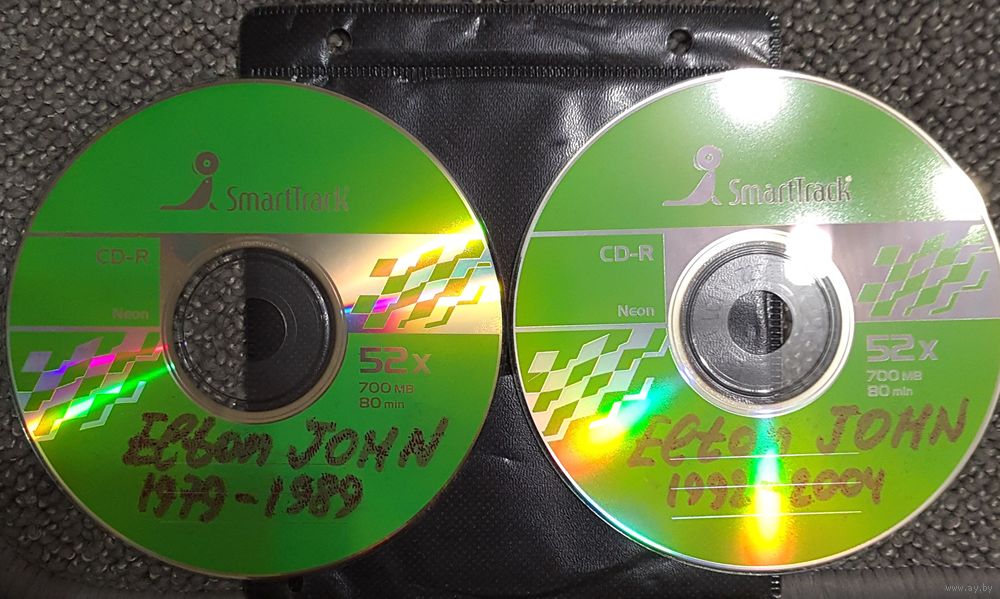 SmartTrack
CD-R
Neon
52x
700 MB
80 min
Elton JOHN
1979-1989
SmartTrack
CD-R
Neon
52x
700 MB
80 min
Elton JOHN
1992-2004
www.ay.by